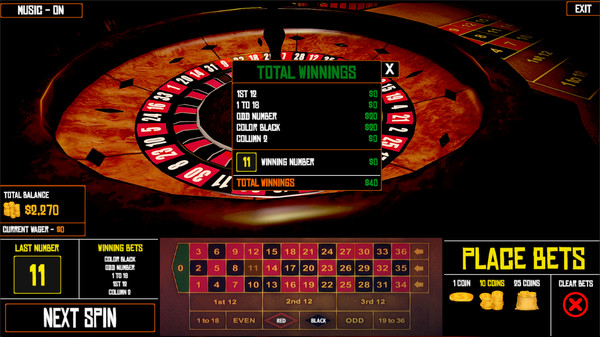 MUSIC - ON
EXIT
TOTAL WINNINGS
X
1ST 12 $0
1 TO 18 $0
ODD NUMBER $20
COLOR BLACK $20
COLUMN 2 $0
11 WINNING NUMBER $0
TOTAL WINNINGS $40
TOTAL BALANCE
$2,270
CURRENT WAGER - $0
LAST NUMBER
11
NEXT SPIN
WINNING BETS
COLOR BLACK
ODD NUMBER
1 TO 18
1ST 12
COLUMN 2
3 6 9 12 15 18 21 24 27 30 33 36
0
2 5 8 11 14 17 20 23 26 29 32 35
1 4 7 10 13 16 19 22 25 28 31 34
1st 12 2nd 12 3rd 12
1 to 18 EVEN RED BLACK ODD 19 to 36
PLACE BETS
1 COIN 10 COINS 25 COINS CLEAR BETS